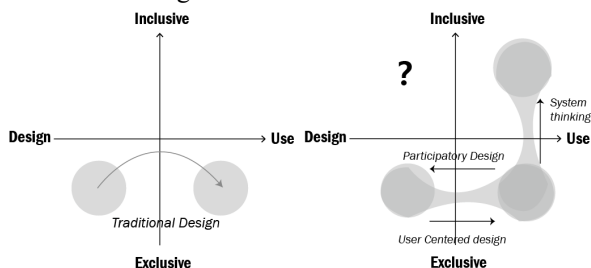 Inclusive
Design
Use
Traditional Design
Exclusive
Inclusive
?
System
thinking
Design
Use
Participatory Design
User Centered design
Exclusive